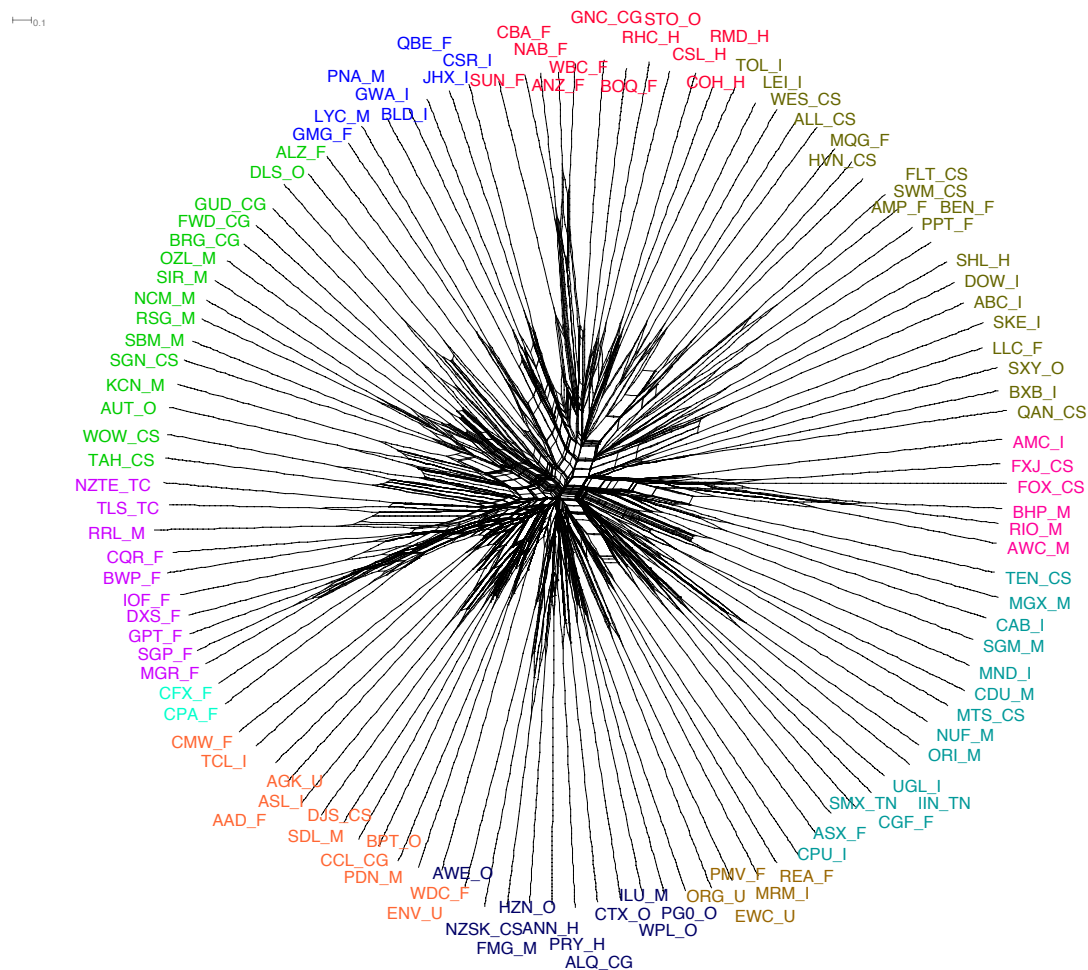 0.1
GNC_CG
STO_O
CBA_F
RHC_H
RMD_H
QBE_F
NAB_F
CSR_I
CSL_H
WBC_F
TOL_I
PNA_M
JHX_I
SUN_F
ANZ_F
BOQ_F
COH_H
LEI_I
GWA_I
WES_CS
LYC_M
BLD_I
ALL_CS
GMG_F
MQG_F
ALZ_F
HVN_CS
DLS_O
FLT_CS
SWM_CS
GUD_CG
AMP_F
BEN_F
FWD_CG
PPT_F
BRG_CG
OZL_M
SHL_H
SIR_M
DOW_I
NCM_M
ABC_I
RSG_M
SKE_I
SBM_M
LLC_F
SGN_CS
SXY_O
KCN_M
BXB_I
AUT_O
QAN_CS
WOW_CS
AMC_I
TAH_CS
FXJ_CS
NZTE_TC
FOX_CS
TLS_TC
BHP_M
RRL_M
RIO_M
CQR_F
AWC_M
BWP_F
TEN_CS
IOF_F
MGX_M
DXS_F
CAB_I
GPT_F
SGM_M
SGP_F
MGR_F
MND_I
CFX_F
CDU_M
CPA_F
MTS_CS
CMW_F
NUF_M
TCL_I
ORI_M
AGK_U
UGL_I
ASL_I
SMX_TN
IIN_TN
AAD_F
DJS_CS
CGF_F
SDL_M
ASX_F
BPT_O
CPU_I
CCL_CG
AWE_O
PMV_F
REA_F
PDN_M
WDC_F
ILU_M
ORG_U
MRM_I
ENV_U
HZN_O
CTX_O
PG0_O
EWC_U
NZSK_CS
ANN_H
WPL_O
FMG_M
PRY_H
ALQ_CG